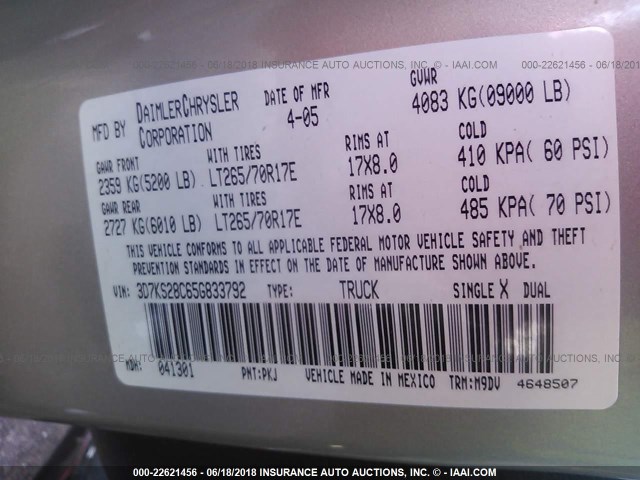 000-22621456 - 06/18/2018 INSURANCE AUTO AUCTIONS, INC. - © - IAAI.COM
MFD BY DAIMLERCHRYSLER CORPORATION
DATE OF MFR 4-05
GVWR 4083 KG(09000 LB)
GAWR FRONT WITH TIRES RIMS AT COLD
2359 KG(5200 LB) LT265/70R17E 17X8.0 410 KPA( 60 PSI)
GAWR REAR WITH TIRES RIMS AT COLD
2727 KG(6010 LB) LT265/70R17E 17X8.0 485 KPA( 70 PSI)
THIS VEHICLE CONFORMS TO ALL APPLICABLE FEDERAL MOTOR VEHICLE SAFETY AND THEFT
PREVENTION STANDARDS IN EFFECT ON THE DATE OF MANUFACTURE SHOWN ABOVE.
VIN: 3D7KS28C65G833792 TYPE: TRUCK SINGLE X DUAL
MDH: 041301 PNT:PKJ VEHICLE MADE IN MEXICO TRM:M9DV 4648507
000-22621456 - 06/18/2018 INSURANCE AUTO AUCTIONS, INC. - © - IAAI.COM